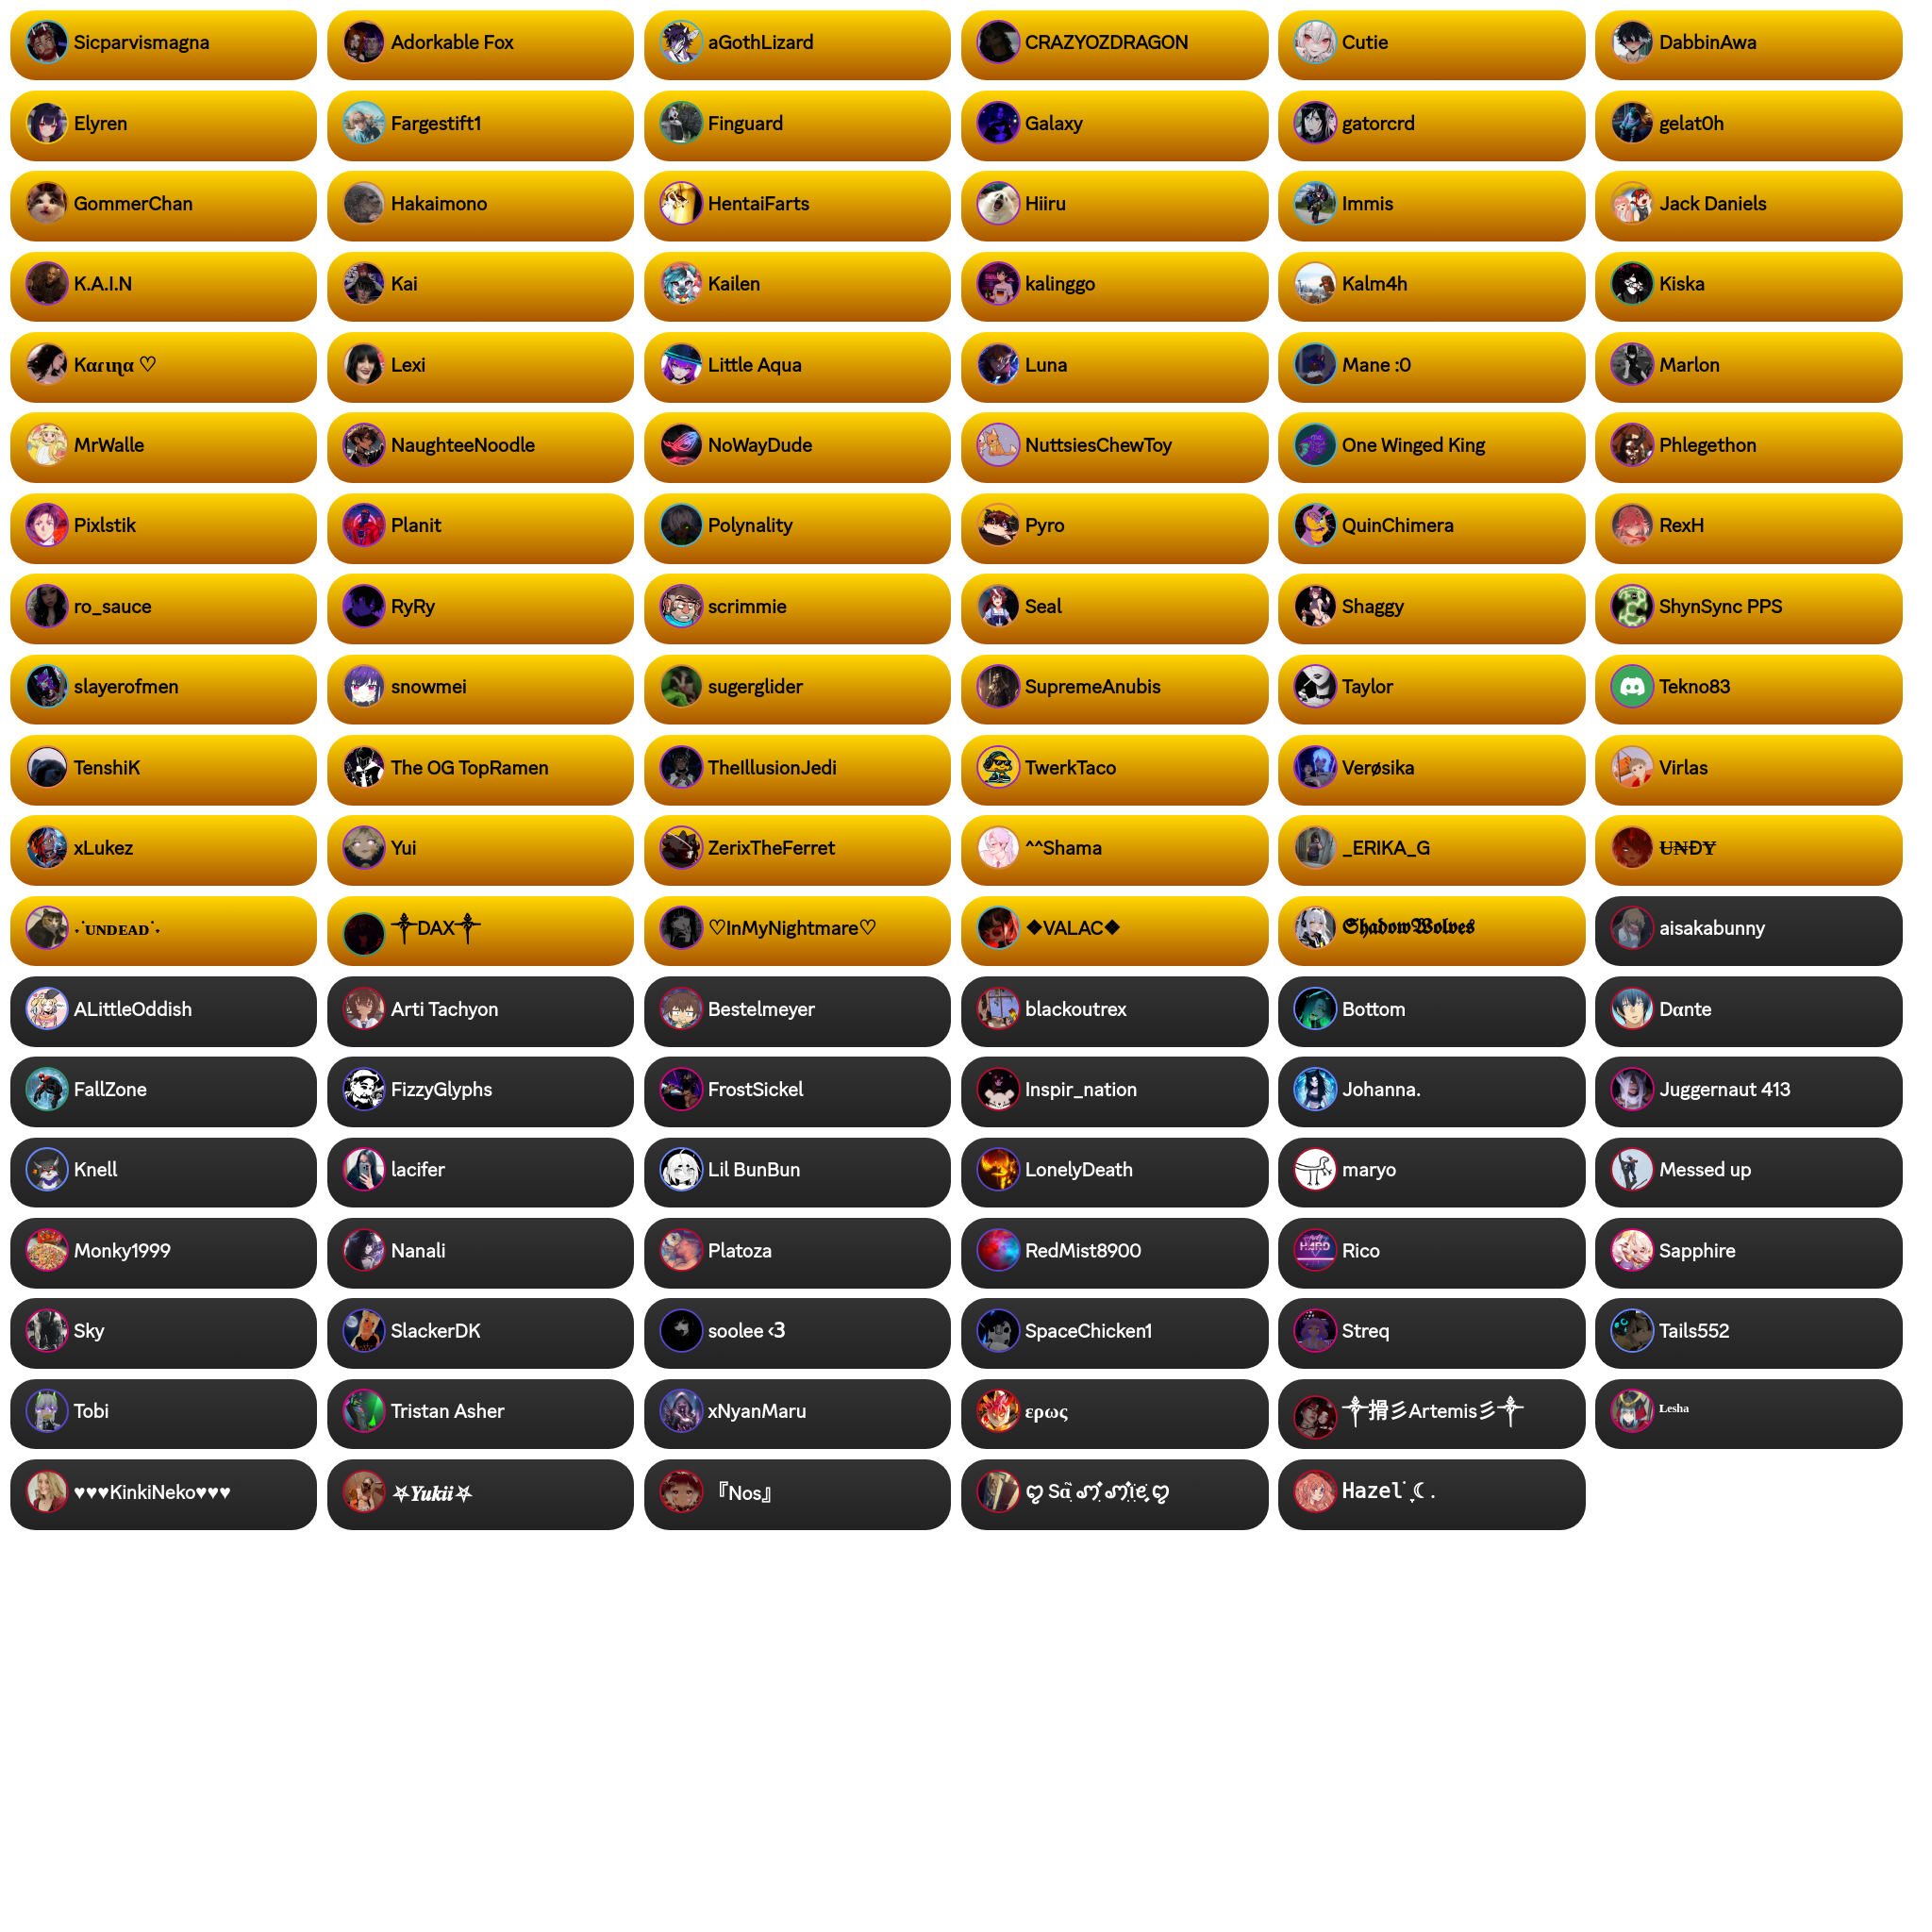 Sicparvismagna
Adorkable Fox
aGothLizard
CRAZYOZDRAGON
Cutie
DabbinAwa
Elyren
Fargestift1
Finguard
Galaxy
gatorcrd
gelat0h
GommerChan
Hakaimono
HentaiFarts
Hiiru
Immis
Jack Daniels
K.A.I.N
Kai
Kailen
kalinggo
Kalm4h
Kiska
Kαɾιɳα ♡
Lexi
Little Aqua
Luna
Mane :0
Marlon
MrWalle
NaughteeNoodle
NoWayDude
NuttsiesChewToy
One Winged King
Phlegethon
Pixlstik
Planit
Polynality
Pyro
QuinChimera
RexH
ro_sauce
RyRy
scrimmie
Seal
Shaggy
ShynSync PPS
slayerofmen
snowmei
sugerglider
SupremeAnubis
Taylor
Tekno83
TenshiK
The OG TopRamen
TheIllusionJedi
TwerkTaco
Verøsika
Virlas
xLukez
Yui
ZerixTheFerret
^^Shama
_ERIKA_G
U̶N̶ĐY̶
˖˙ᴜɴᴅᴇᴀᴅ˙˖
༒DAX༒
♡InMyNightmare♡
❖VALAC❖
𝕾𝖍𝖆𝖉𝖔𝖜𝖂𝖔𝖑𝖛𝖊𝖘
aisakabunny
ALittleOddish
Arti Tachyon
Bestelmeyer
blackoutrex
Bottom
Dαnte
FallZone
FizzyGlyphs
FrostSickel
Inspir_nation
Johanna.
Juggernaut 413
Knell
lacifer
Lil BunBun
LonelyDeath
maryo
Messed up
Monky1999
Nanali
Platoza
RedMist8900
Rico
Sapphire
Sky
SlackerDK
soolee <3
SpaceChicken1
Streq
Tails552
Tobi
Tristan Asher
xNyanMaru
ερως
༒搰彡Artemis彡༒
ᴸᵉˢʰᵃ
♥♥♥KinkiNeko♥♥♥
⛧𝒀𝒖𝒌𝒊𝒊⛧
『Nos』
Hazel ☾.